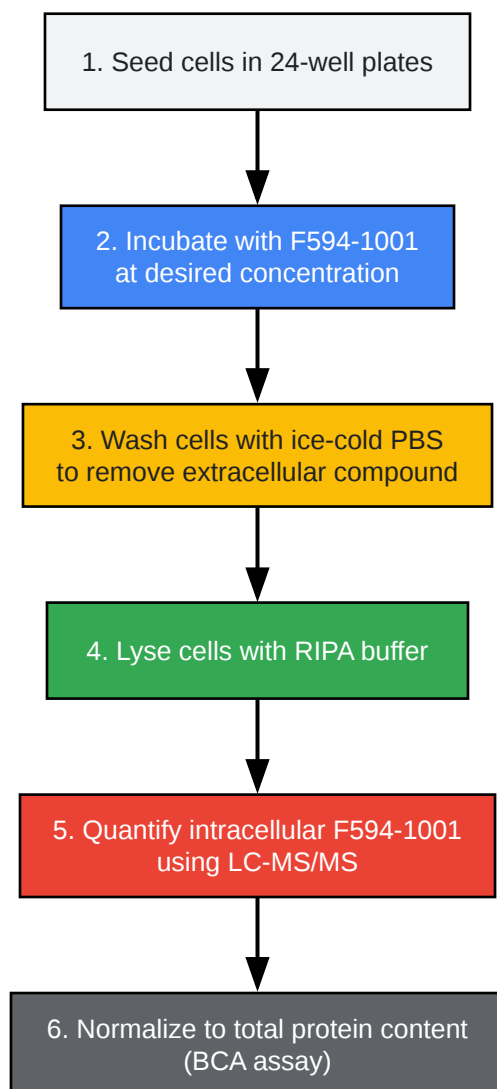 1. Seed cells in 24-well plates
2. Incubate with F594-1001
at desired concentration
3. Wash cells with ice-cold PBS
to remove extracellular compound
4. Lyse cells with RIPA buffer
5. Quantify intracellular F594-1001
using LC-MS/MS
6. Normalize to total protein content
(BCA assay)